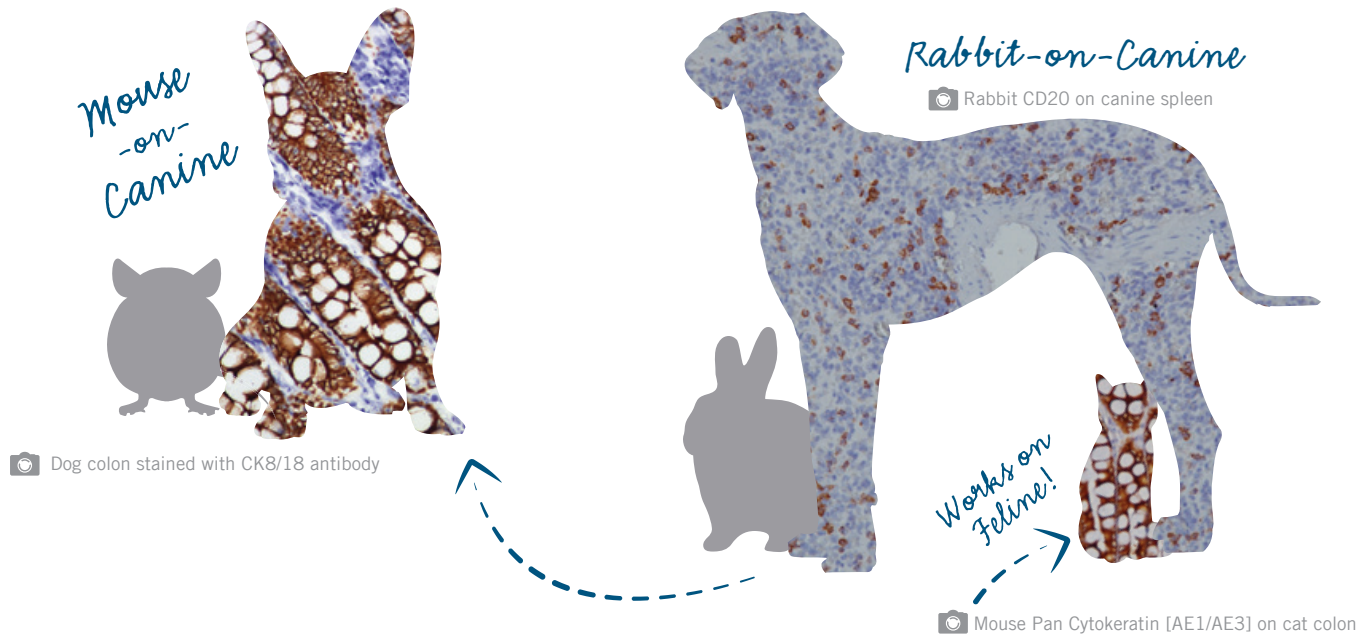 Mouse
-on-
Canine
Dog colon stained with CK8/18 antibody
Rabbit-on-Canine
Rabbit CD20 on canine spleen
Works on
Feline!
Mouse Pan Cytokeratin [AE1/AE3] on cat colon